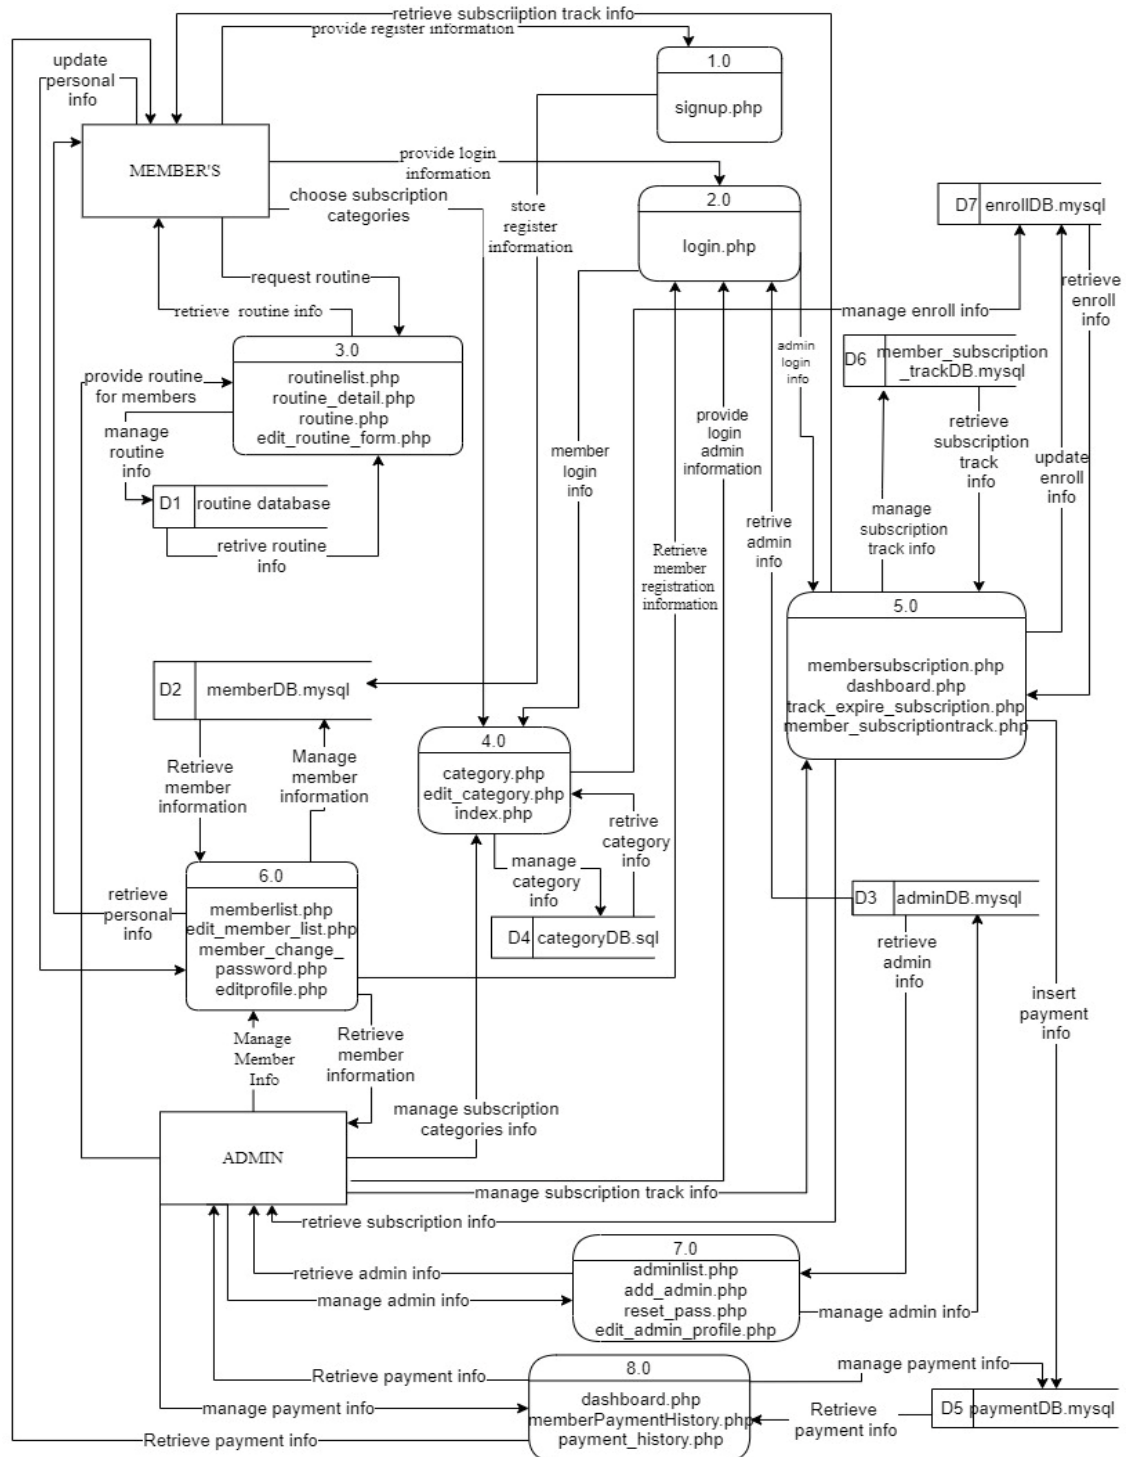 retrieve subscriiption track info
provide register information
update
personal
info
1.0
signup.php
MEMBER'S
provide login
information
choose subscription
categories
store
register
information
2.0
login.php
D7 enrollDB.mysql
request routine
retrieve routine info
manage enroll info
retrieve
enroll
info
3.0
routinelist.php
routine_detail.php
routine.php
edit_routine_form.php
provide routine
for members
manage
routine
info
D1 routine database
retrive routine
info
admin
login
info
D6 member_subscription
_trackDB.mysql
member
login
info
provide
login
admin
information
retrieve
subscription
track
info
update
enroll
info
retrive
admin
info
manage
subscription
track info
Retrieve
member
registration
information
5.0
membersubscription.php
dashboard.php
track_expire_subscription.php
member_subscriptiontrack.php
D2 memberDB.mysql
Retrieve
member
information
Manage
member
information
4.0
category.php
edit_category.php
index.php
retrive
category
info
manage
category
info
D4 categoryDB.sql
6.0
memberlist.php
edit_member_list.php
member_change_
password.php
editprofile.php
retrieve
personal
info
D3 adminDB.mysql
retrieve
admin
info
insert
payment
info
Manage
Member
Info
Retrieve
member
information
ADMIN
manage subscription
categories info
manage subscription track info
retrieve subscription info
7.0
adminlist.php
add_admin.php
reset_pass.php
edit_admin_profile.php
retrieve admin info
manage admin info
manage admin info
8.0
dashboard.php
memberPaymentHistory.php
payment_history.php
Retrieve payment info
manage payment info
Retrieve payment info
manage payment info
Retrieve
payment info
D5 paymentDB.mysql